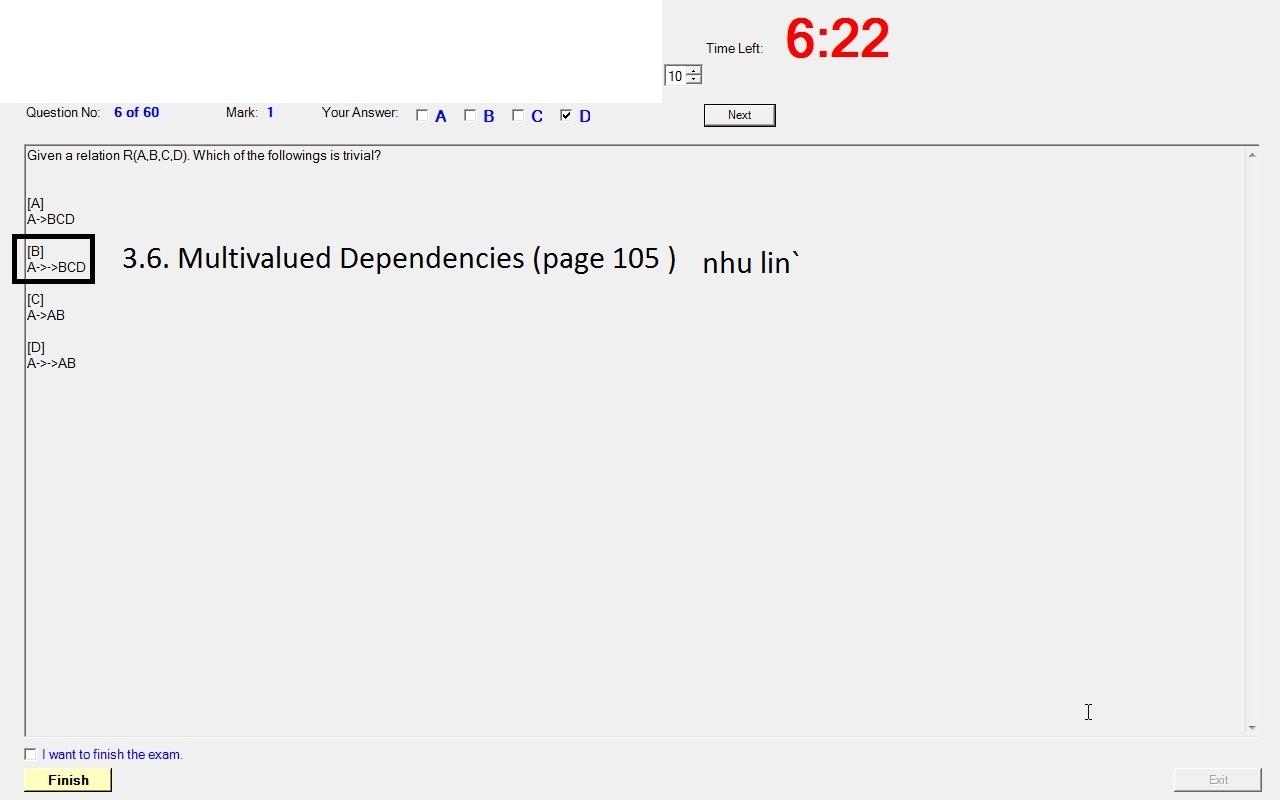 Time Left: 6:22
10
Question No: 6 of 60 Mark: 1 Your Answer: A B C D Next
Given a relation R(A,B,C,D). Which of the followings is trivial?
[A]
A->BCD
[B]
A->->BCD
3.6. Multivalued Dependencies (page 105 ) nhu lin`
[C]
A->AB
[D]
A->->AB
I want to finish the exam.
Finish Exit